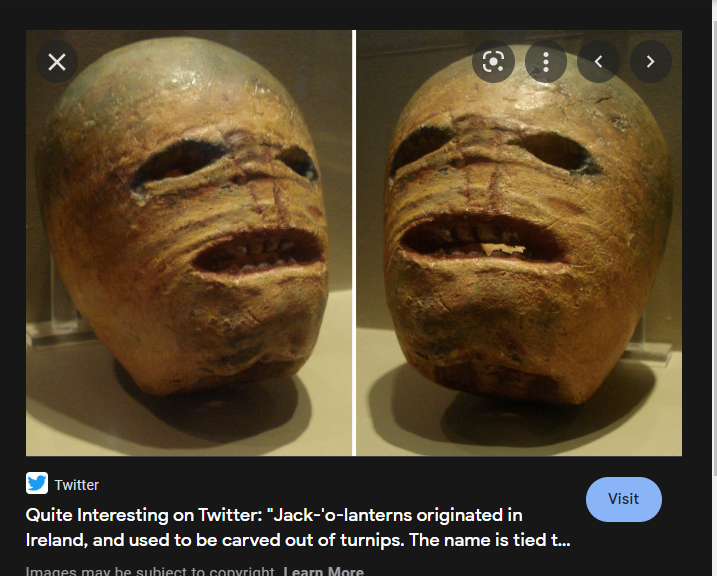 Twitter
Visit
Quite Interesting on Twitter: "Jack-'o-lanterns originated in
Ireland, and used to be carved out of turnips. The name is tied t...
Images may be subject to copyright. Learn More